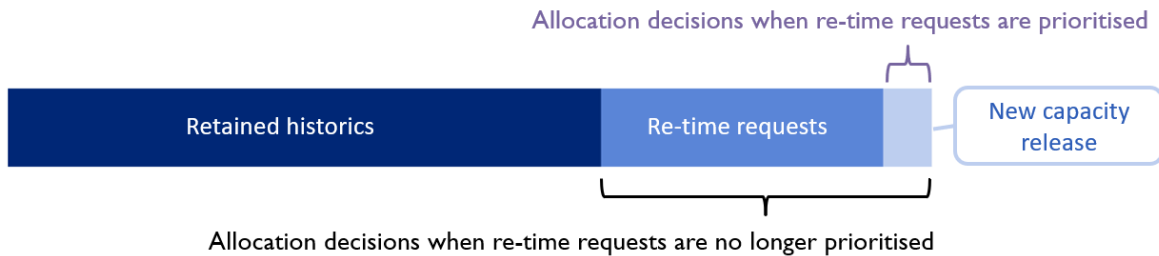 Allocation decisions when re-time requests are prioritised
Retained historics
Re-time requests
New capacity
release
Allocation decisions when re-time requests are no longer prioritised